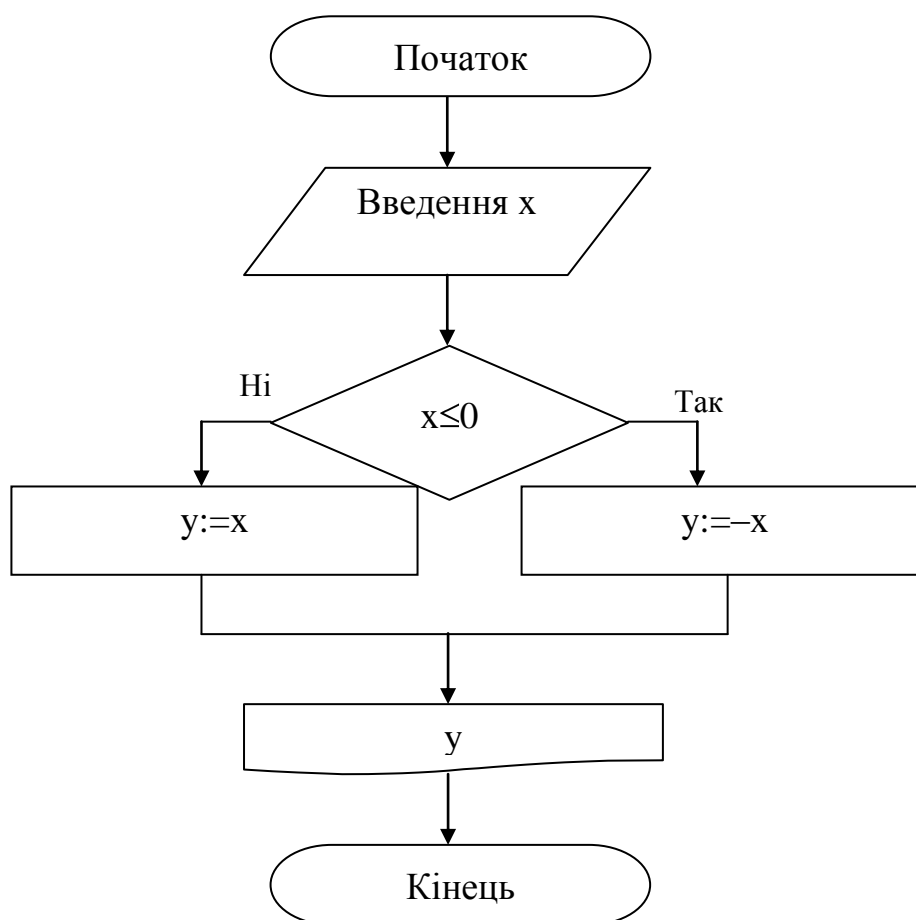 Початок
Введення x
Ні
x≤0
Так
y:=x
y:=–x
y
Кінець